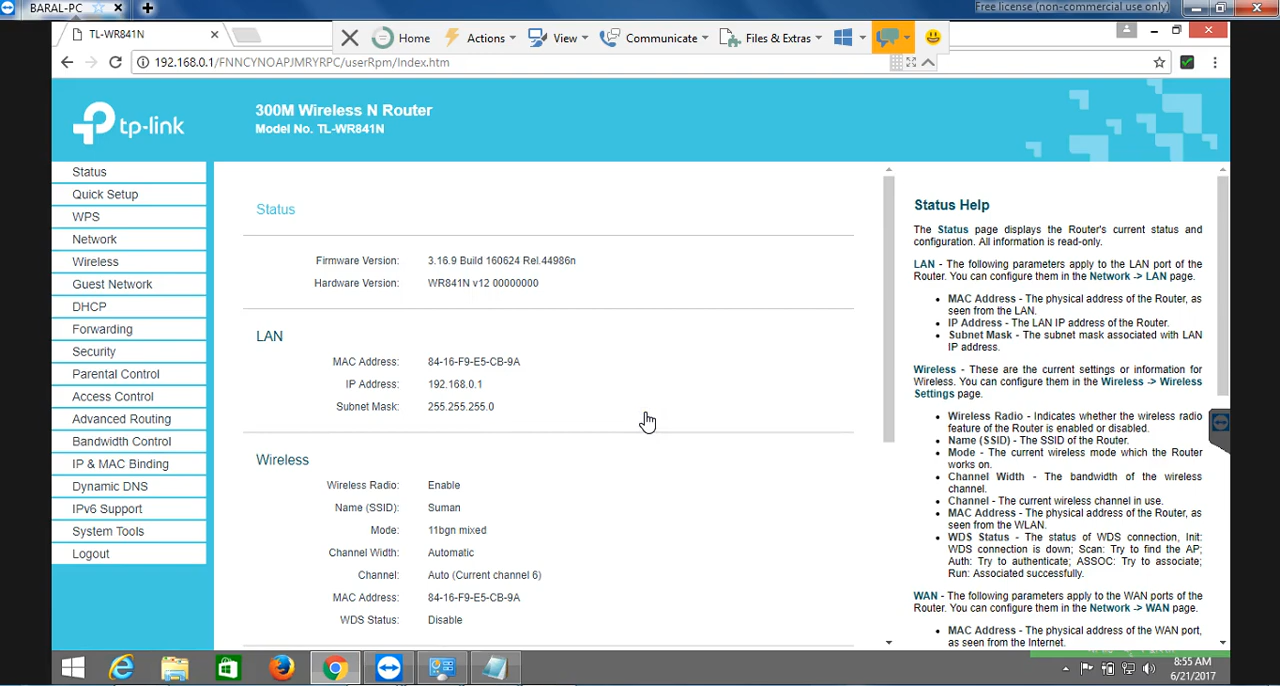 BARAL-PC
Free license (non-commercial use only)
TL-WR841N
Home
Actions
View
Communicate
Files & Extras
192.168.0.1/FNNCYNOAPJMRYRPC/userRpm/Index.htm
tp-link
300M Wireless N Router
Model No. TL-WR841N
Status
Quick Setup
WPS
Network
Wireless
Guest Network
DHCP
Forwarding
Security
Parental Control
Access Control
Advanced Routing
Bandwidth Control
IP & MAC Binding
Dynamic DNS
IPv6 Support
System Tools
Logout
Status
Firmware Version: 3.16.9 Build 160624 Rel.44986n
Hardware Version: WR841N v12 00000000
LAN
MAC Address: 84-16-F9-E5-CB-9A
IP Address: 192.168.0.1
Subnet Mask: 255.255.255.0
Wireless
Wireless Radio: Enable
Name (SSID): Suman
Mode: 11bgn mixed
Channel Width: Automatic
Channel: Auto (Current channel 6)
MAC Address: 84-16-F9-E5-CB-9A
WDS Status: Disable
Status Help
The Status page displays the Router's current status and
configuration. All information is read-only.
LAN - The following parameters apply to the LAN port of the
Router. You can configure them in the Network -> LAN page.
MAC Address - The physical address of the Router, as
seen from the LAN.
IP Address - The LAN IP address of the Router.
Subnet Mask - The subnet mask associated with LAN
IP address.
Wireless - These are the current settings or information for
Wireless. You can configure them in the Wireless -> Wireless
Settings page.
Wireless Radio - Indicates whether the wireless radio
feature of the Router is enabled or disabled.
Name (SSID) - The SSID of the Router.
Mode - The current wireless mode which the Router
works on.
Channel Width - The bandwidth of the wireless
channel.
Channel - The current wireless channel in use.
MAC Address - The physical address of the Router, as
seen from the WLAN.
WDS Status - The status of WDS connection, Init:
WDS connection is down; Scan: Try to find the AP;
Auth: Try to authenticate; ASSOC: Try to associate;
Run: Associated successfully.
WAN - The following parameters apply to the WAN ports of the
Router. You can configure them in the Network -> WAN page.
MAC Address - The physical address of the WAN port,
as seen from the Internet.
8:55 AM
6/21/2017